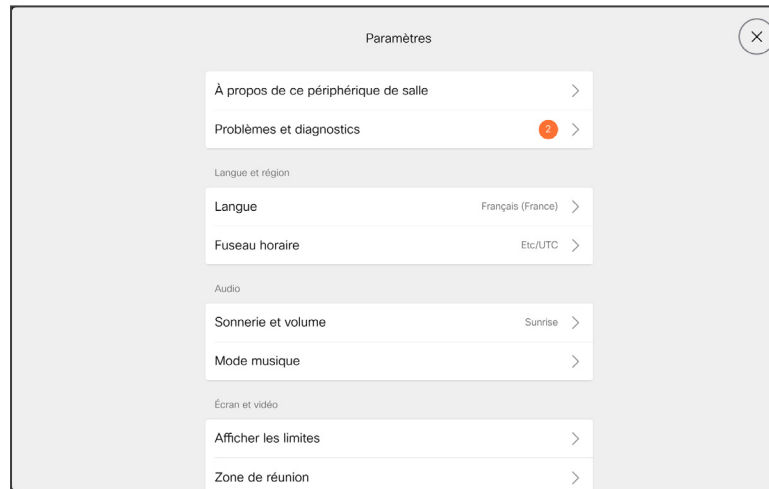 Paramètres
À propos de ce périphérique de salle
Problèmes et diagnostics 2
Langue et région
Langue Français (France)
Fuseau horaire Etc/UTC
Audio
Sonnerie et volume Sunrise
Mode musique
Écran et vidéo
Afficher les limites
Zone de réunion